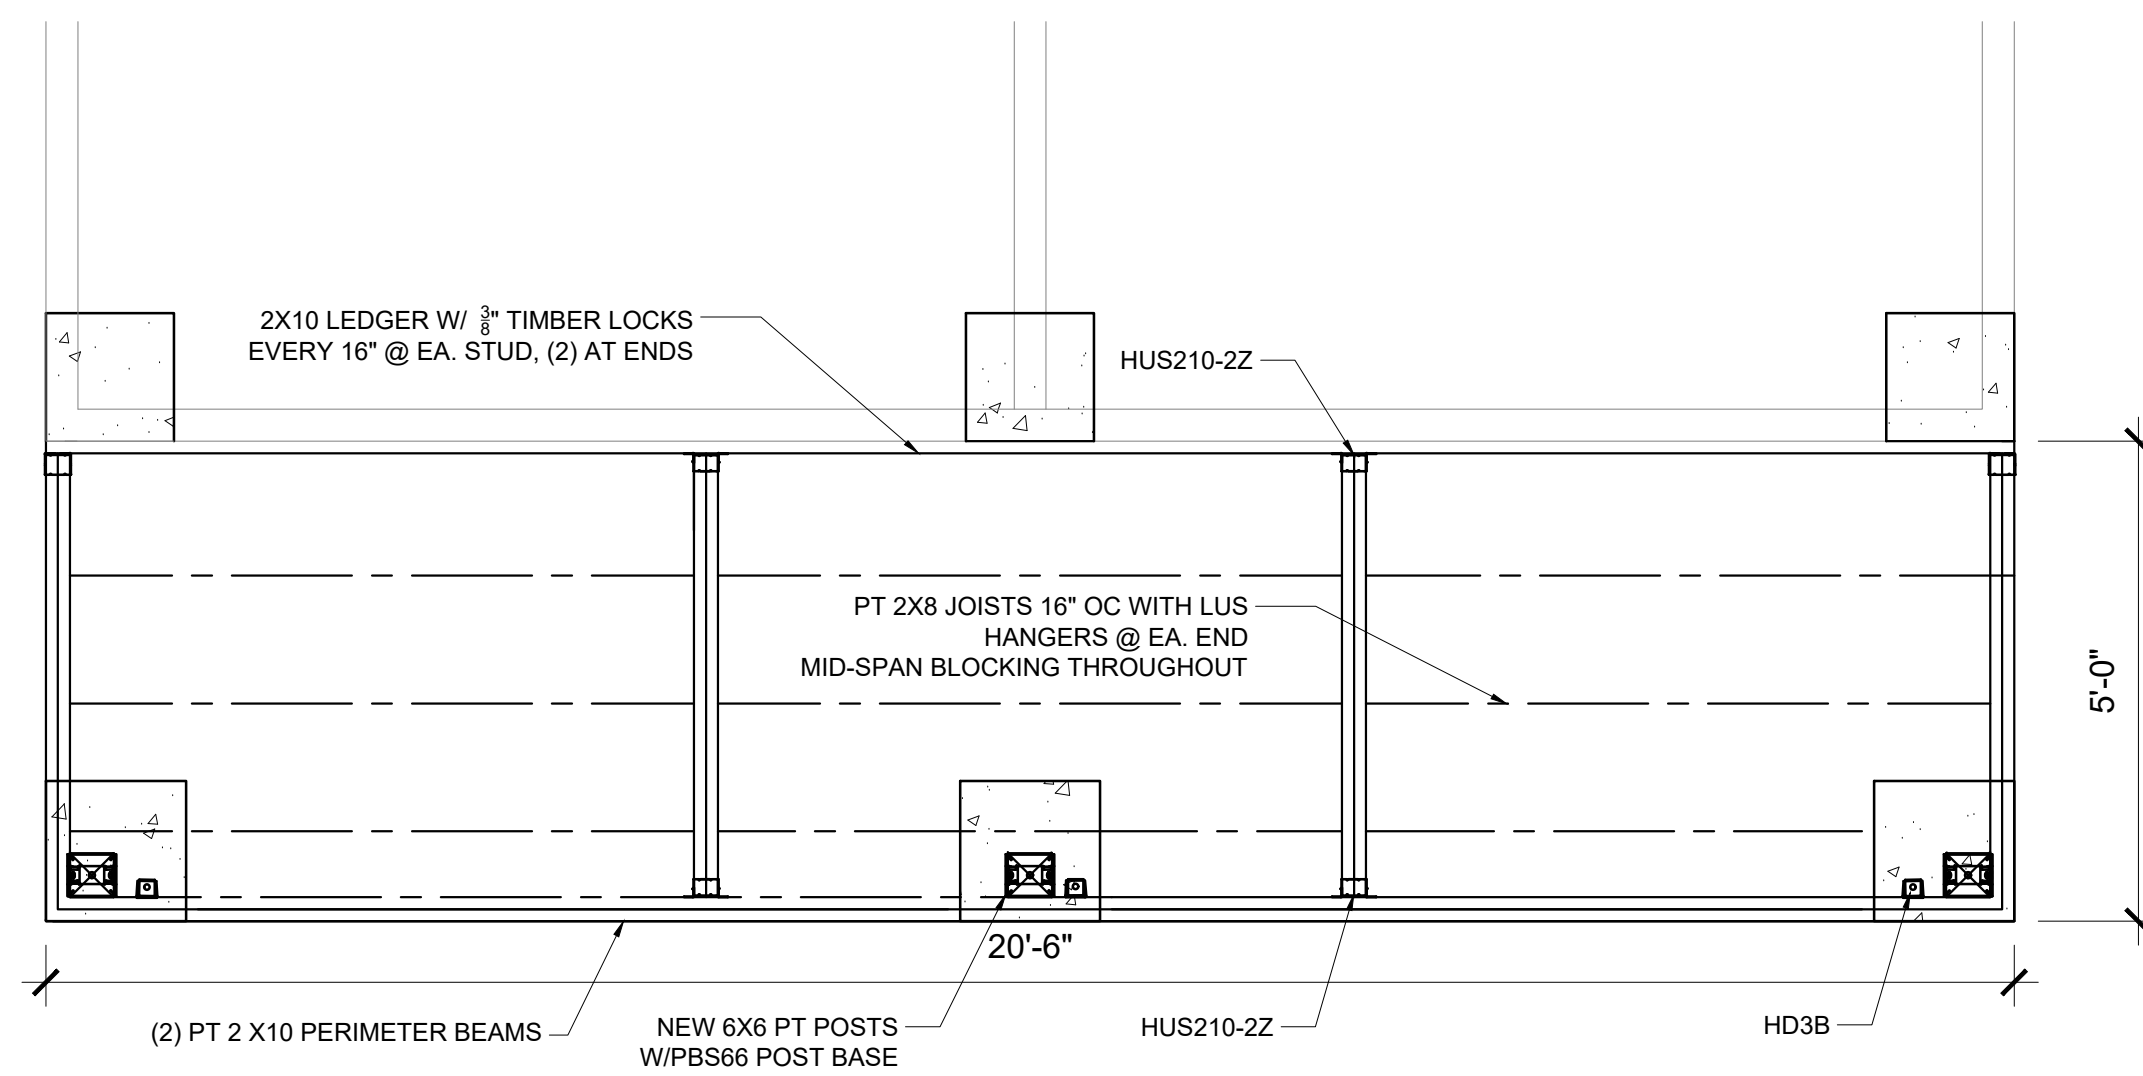 2X10 LEDGER W/ 3/8" TIMBER LOCKS
EVERY 16" @ EA. STUD, (2) AT ENDS
HUS210-2Z
PT 2X8 JOISTS 16" OC WITH LUS
HANGERS @ EA. END
MID-SPAN BLOCKING THROUGHOUT
5'-0"
20'-6"
(2) PT 2 X10 PERIMETER BEAMS
NEW 6X6 PT POSTS
W/PBS66 POST BASE
HUS210-2Z
HD3B